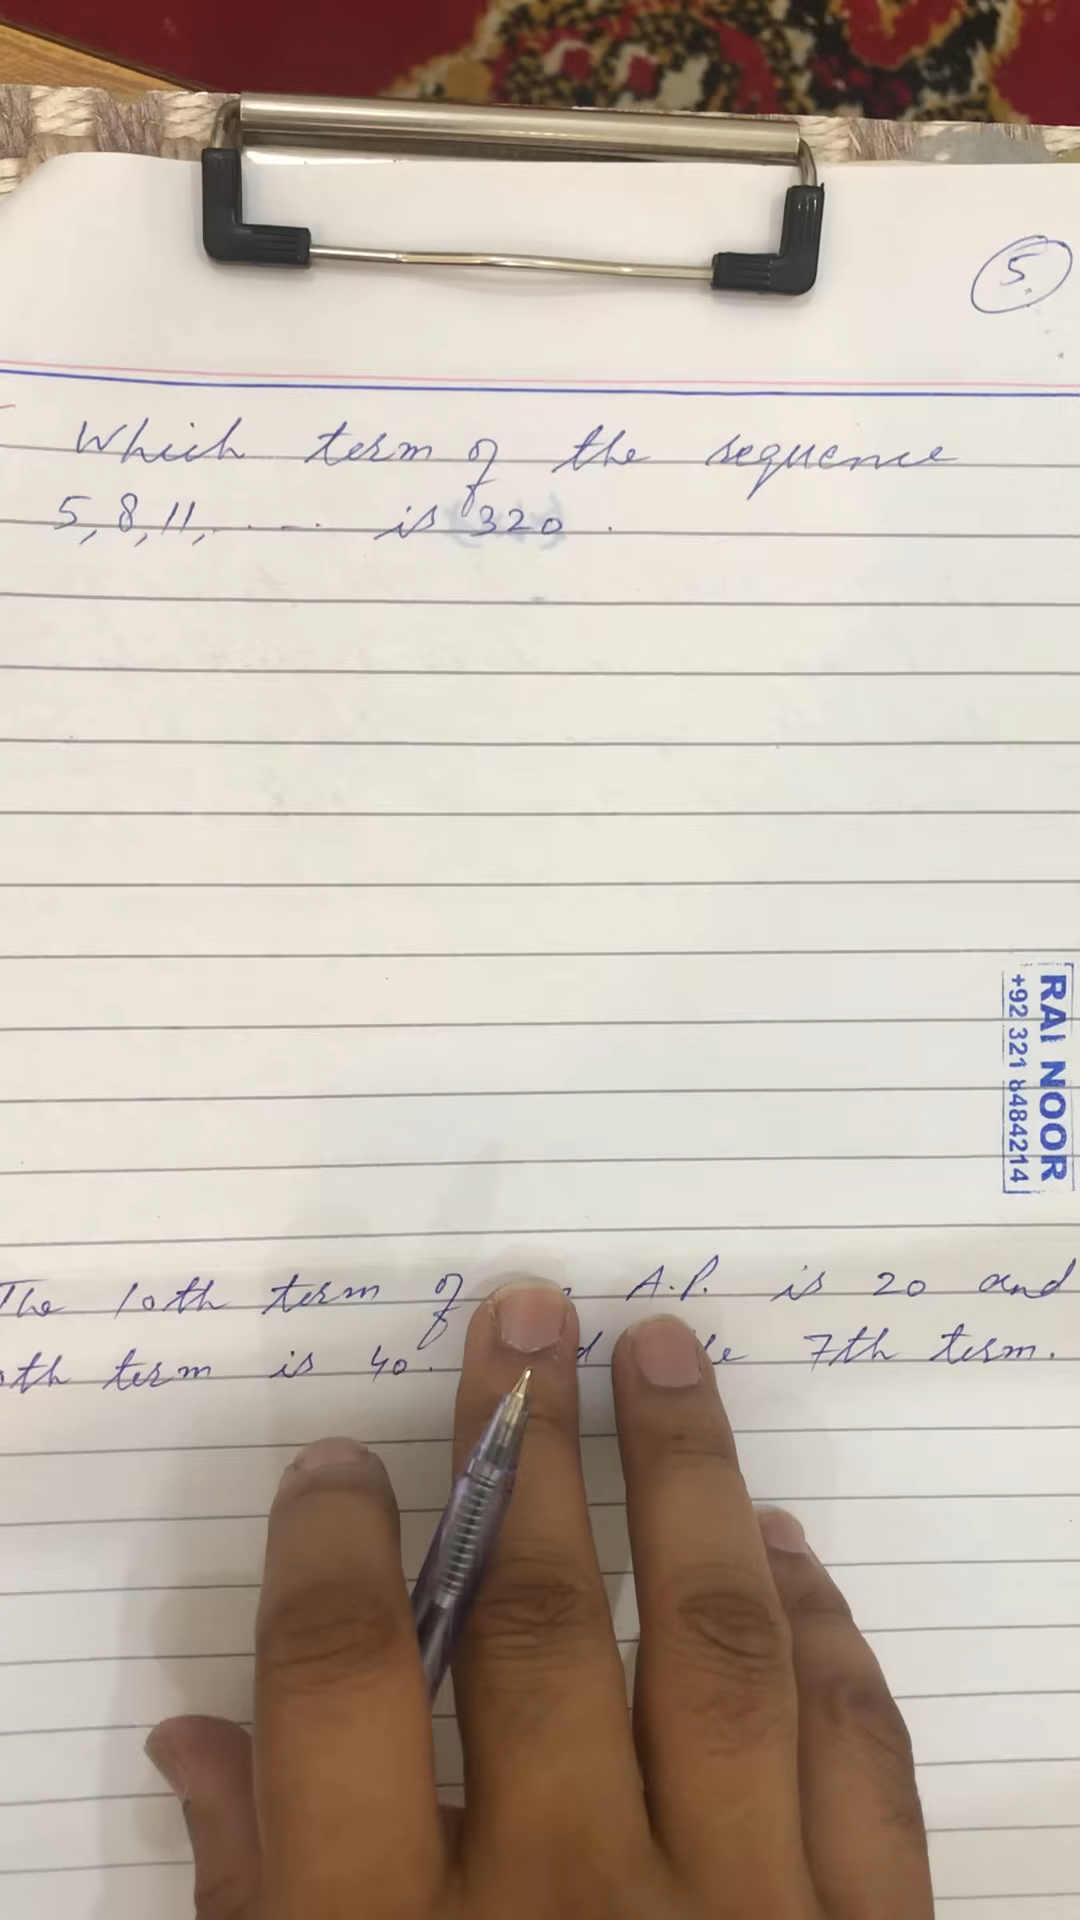 5.
Which term of the sequence
5, 8, 11, ..... is 320.
RAI NOOR
+92 321 8484214
The 10th term of A.P. is 20 and
term is 40. 7th term.